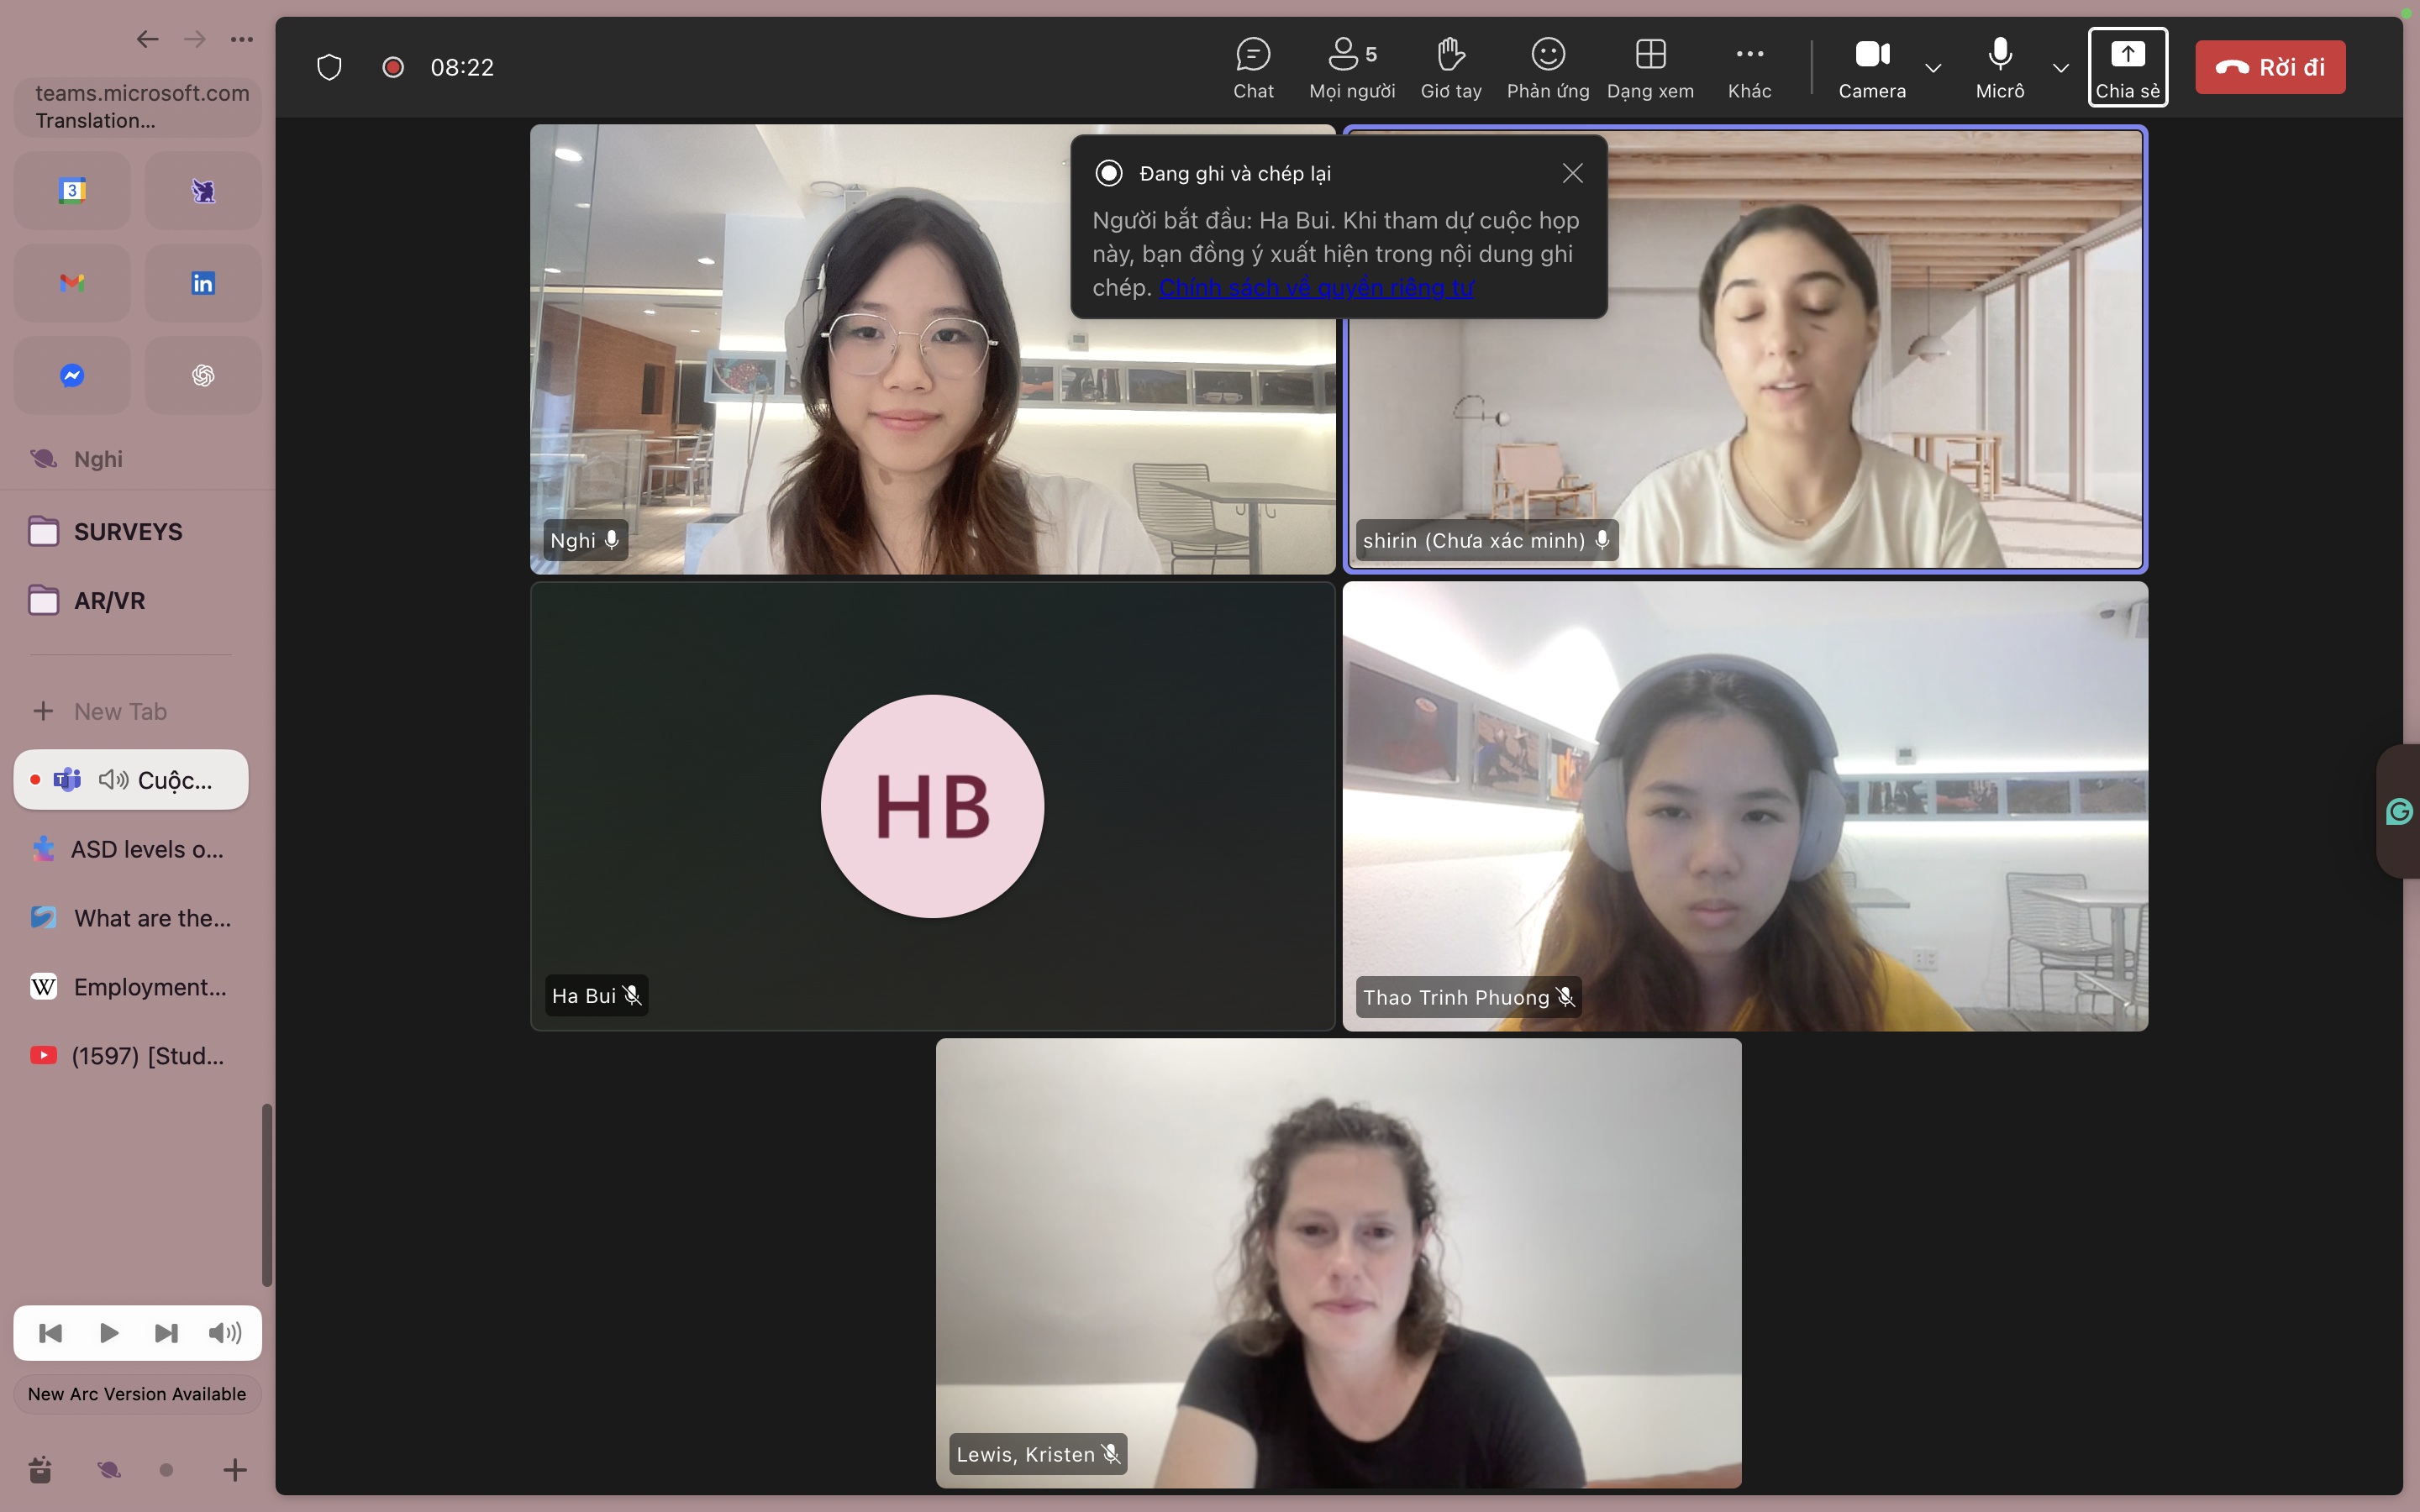 teams.microsoft.com
Translation...
3
in
Nghi
SURVEYS
AR/VR
New Tab
Cuộc...
ASD levels o...
What are the...
W
Employment...
(1597) [Stud...
New Arc Version Available
08:22
Chat
5
Mọi người
Giơ tay
Phản ứng
Dạng xem
Khác
Camera
Micrô
Chia sẻ
Rời đi
Đang ghi và chép lại
Người bắt đầu: Ha Bui. Khi tham dự cuộc họp
này, bạn đồng ý xuất hiện trong nội dung ghi
chép. Chính sách về quyền riêng tư
Nghi
shirin (Chưa xác minh)
HB
Ha Bui
Thao Trinh Phuong
Lewis, Kristen